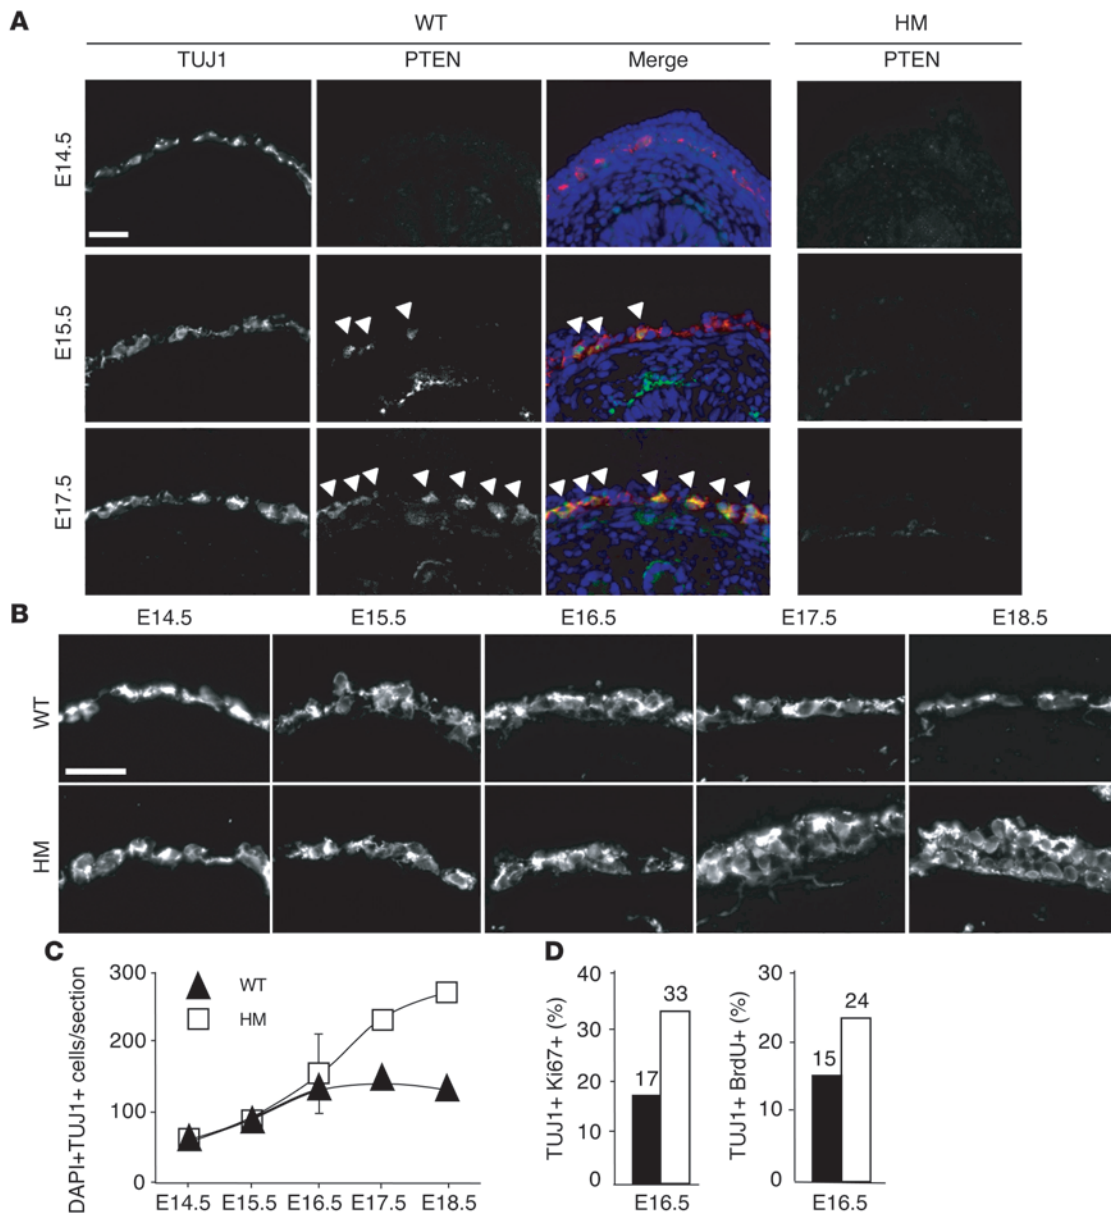 A
WT
HM
TUJ1
PTEN
Merge
PTEN
E14.5
E15.5
E17.5
B
E14.5
E15.5
E16.5
E17.5
E18.5
WT
HM
C
DAPI+TUJ1+ cells/section
300
200
100
0
WT
HM
E14.5
E15.5
E16.5
E17.5
E18.5
D
TUJ1+ Ki67+ (%)
40
30
20
10
0
17
33
E16.5
TUJ1+ BrdU+ (%)
30
20
10
0
15
24
E16.5